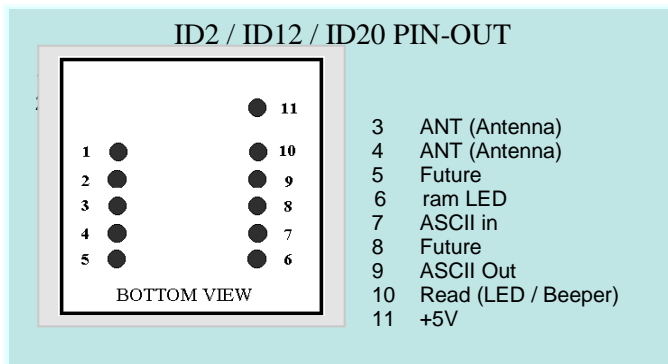 ID2 / ID12 / ID20 PIN-OUT
11
1 10
2 9
3 8
4 7
5 6
BOTTOM VIEW
3 ANT (Antenna)
4 ANT (Antenna)
5 Future
6 ram LED
7 ASCII in
8 Future
9 ASCII Out
10 Read (LED / Beeper)
11 +5V